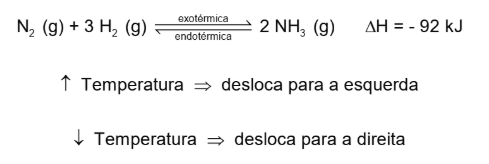 N₂ (g) + 3 H₂ (g) exotérmica ⇌ endotérmica 2 NH₃ (g) ΔH = - 92 kJ
↑ Temperatura ⇒ desloca para a esquerda
↓ Temperatura ⇒ desloca para a direita